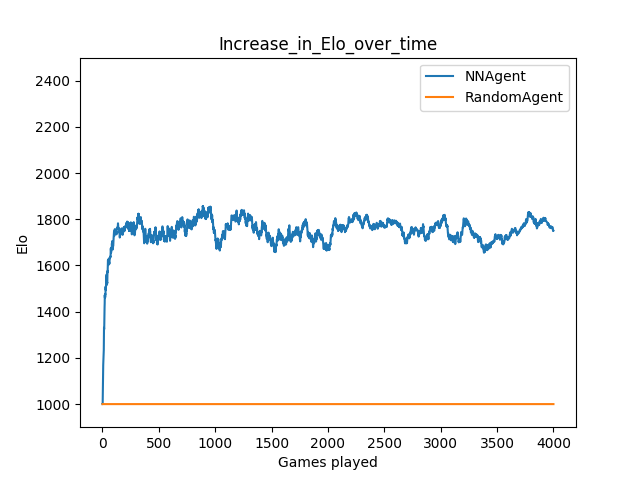 Increase_in_Elo_over_time
NNAgent
RandomAgent
2400
2200
2000
1800
1600
1400
1200
1000
Elo
0 500 1000 1500 2000 2500 3000 3500 4000
Games played